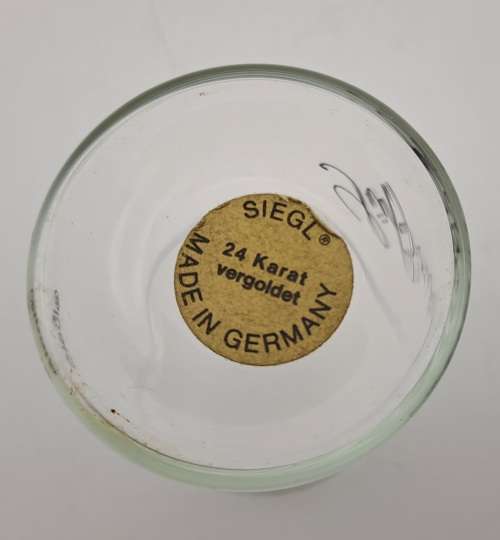 SIEGL®
24 Karat
vergoldet
MADE IN GERMANY